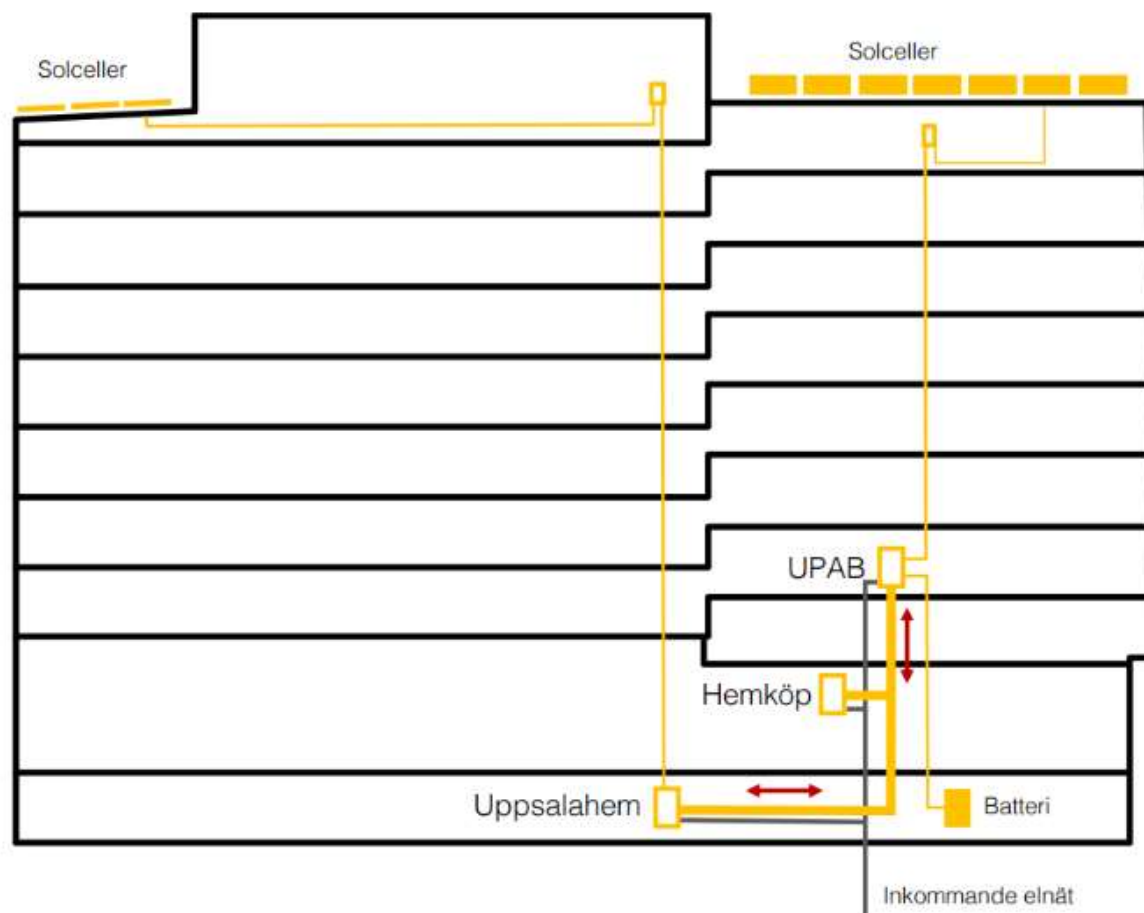 Solceller
Solceller
UPAB
Hemköp
Uppsalahem
Batteri
Inkommande elnät